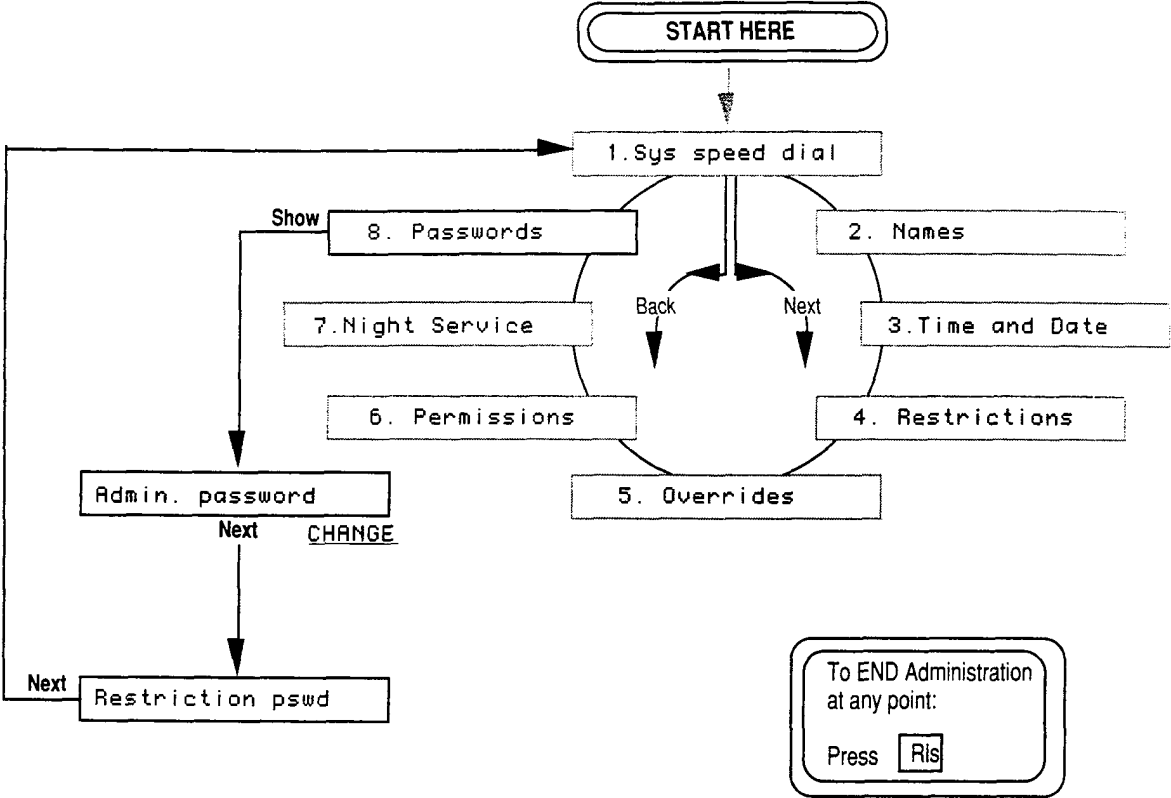 START HERE
1.Sys speed dial
Show
8. Passwords
2. Names
Back
Next
7.Night Service
3.Time and Date
6. Permissions
4. Restrictions
Admin. password
5. Overrides
Next
CHANGE
To END Administration
at any point:
Next
Restriction pswd
Press Rls